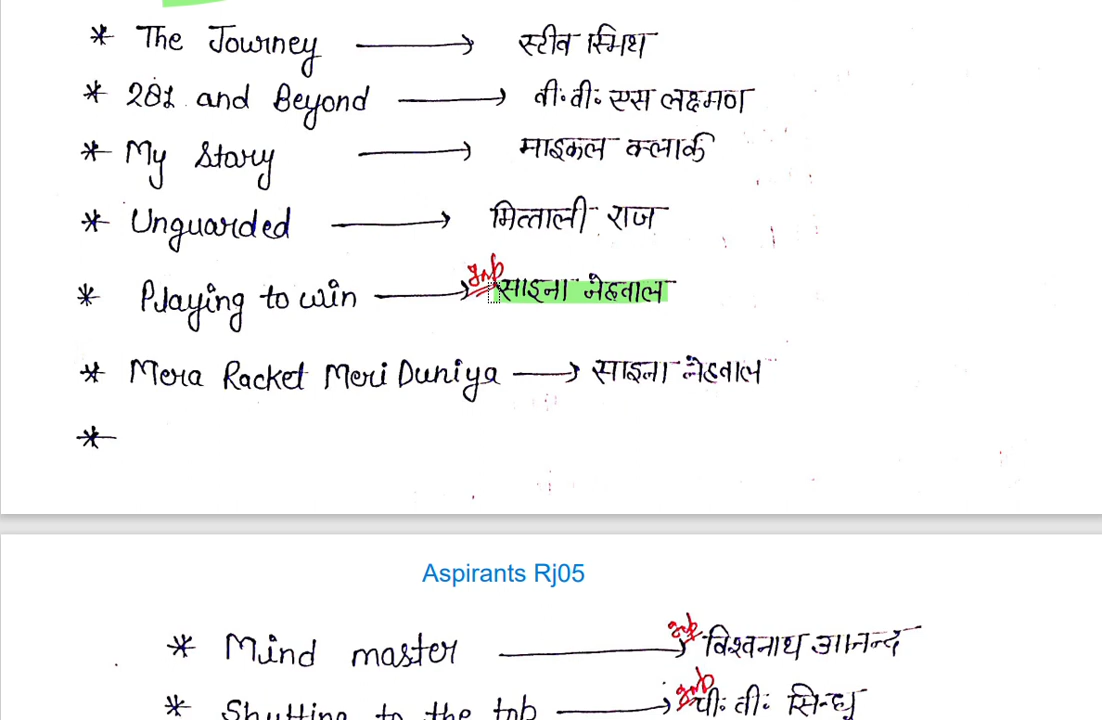 * The Journey → स्टीव स्मिथ
* 281 and Beyond → वी. वी. एस लक्ष्मण
* My Story → माइकल क्लार्क
* Unguarded → मित्ताली राज
* Playing to win → Imp साइना नेहवाल
* Mera Racket Meri Duniya → साइना नेहवाल
*
Aspirants Rj05
* Mind master → Imp विश्वनाथ आनन्द
* Shutting to the top → Imp पी. वी. सिन्धु